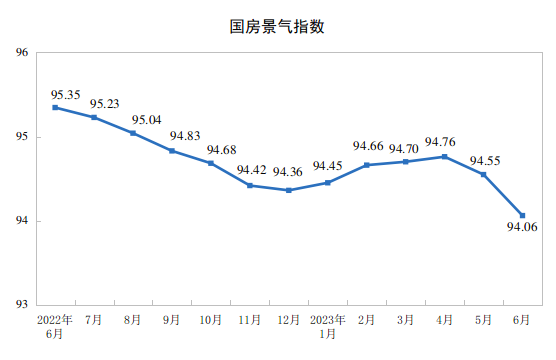 国房景气指数
96
95
94
93
95.35
95.23
95.04
94.83
94.68
94.42
94.36
94.45
94.66
94.70
94.76
94.55
94.06
2022年
6月
7月
8月
9月
10月
11月
12月
2023年
1月
2月
3月
4月
5月
6月